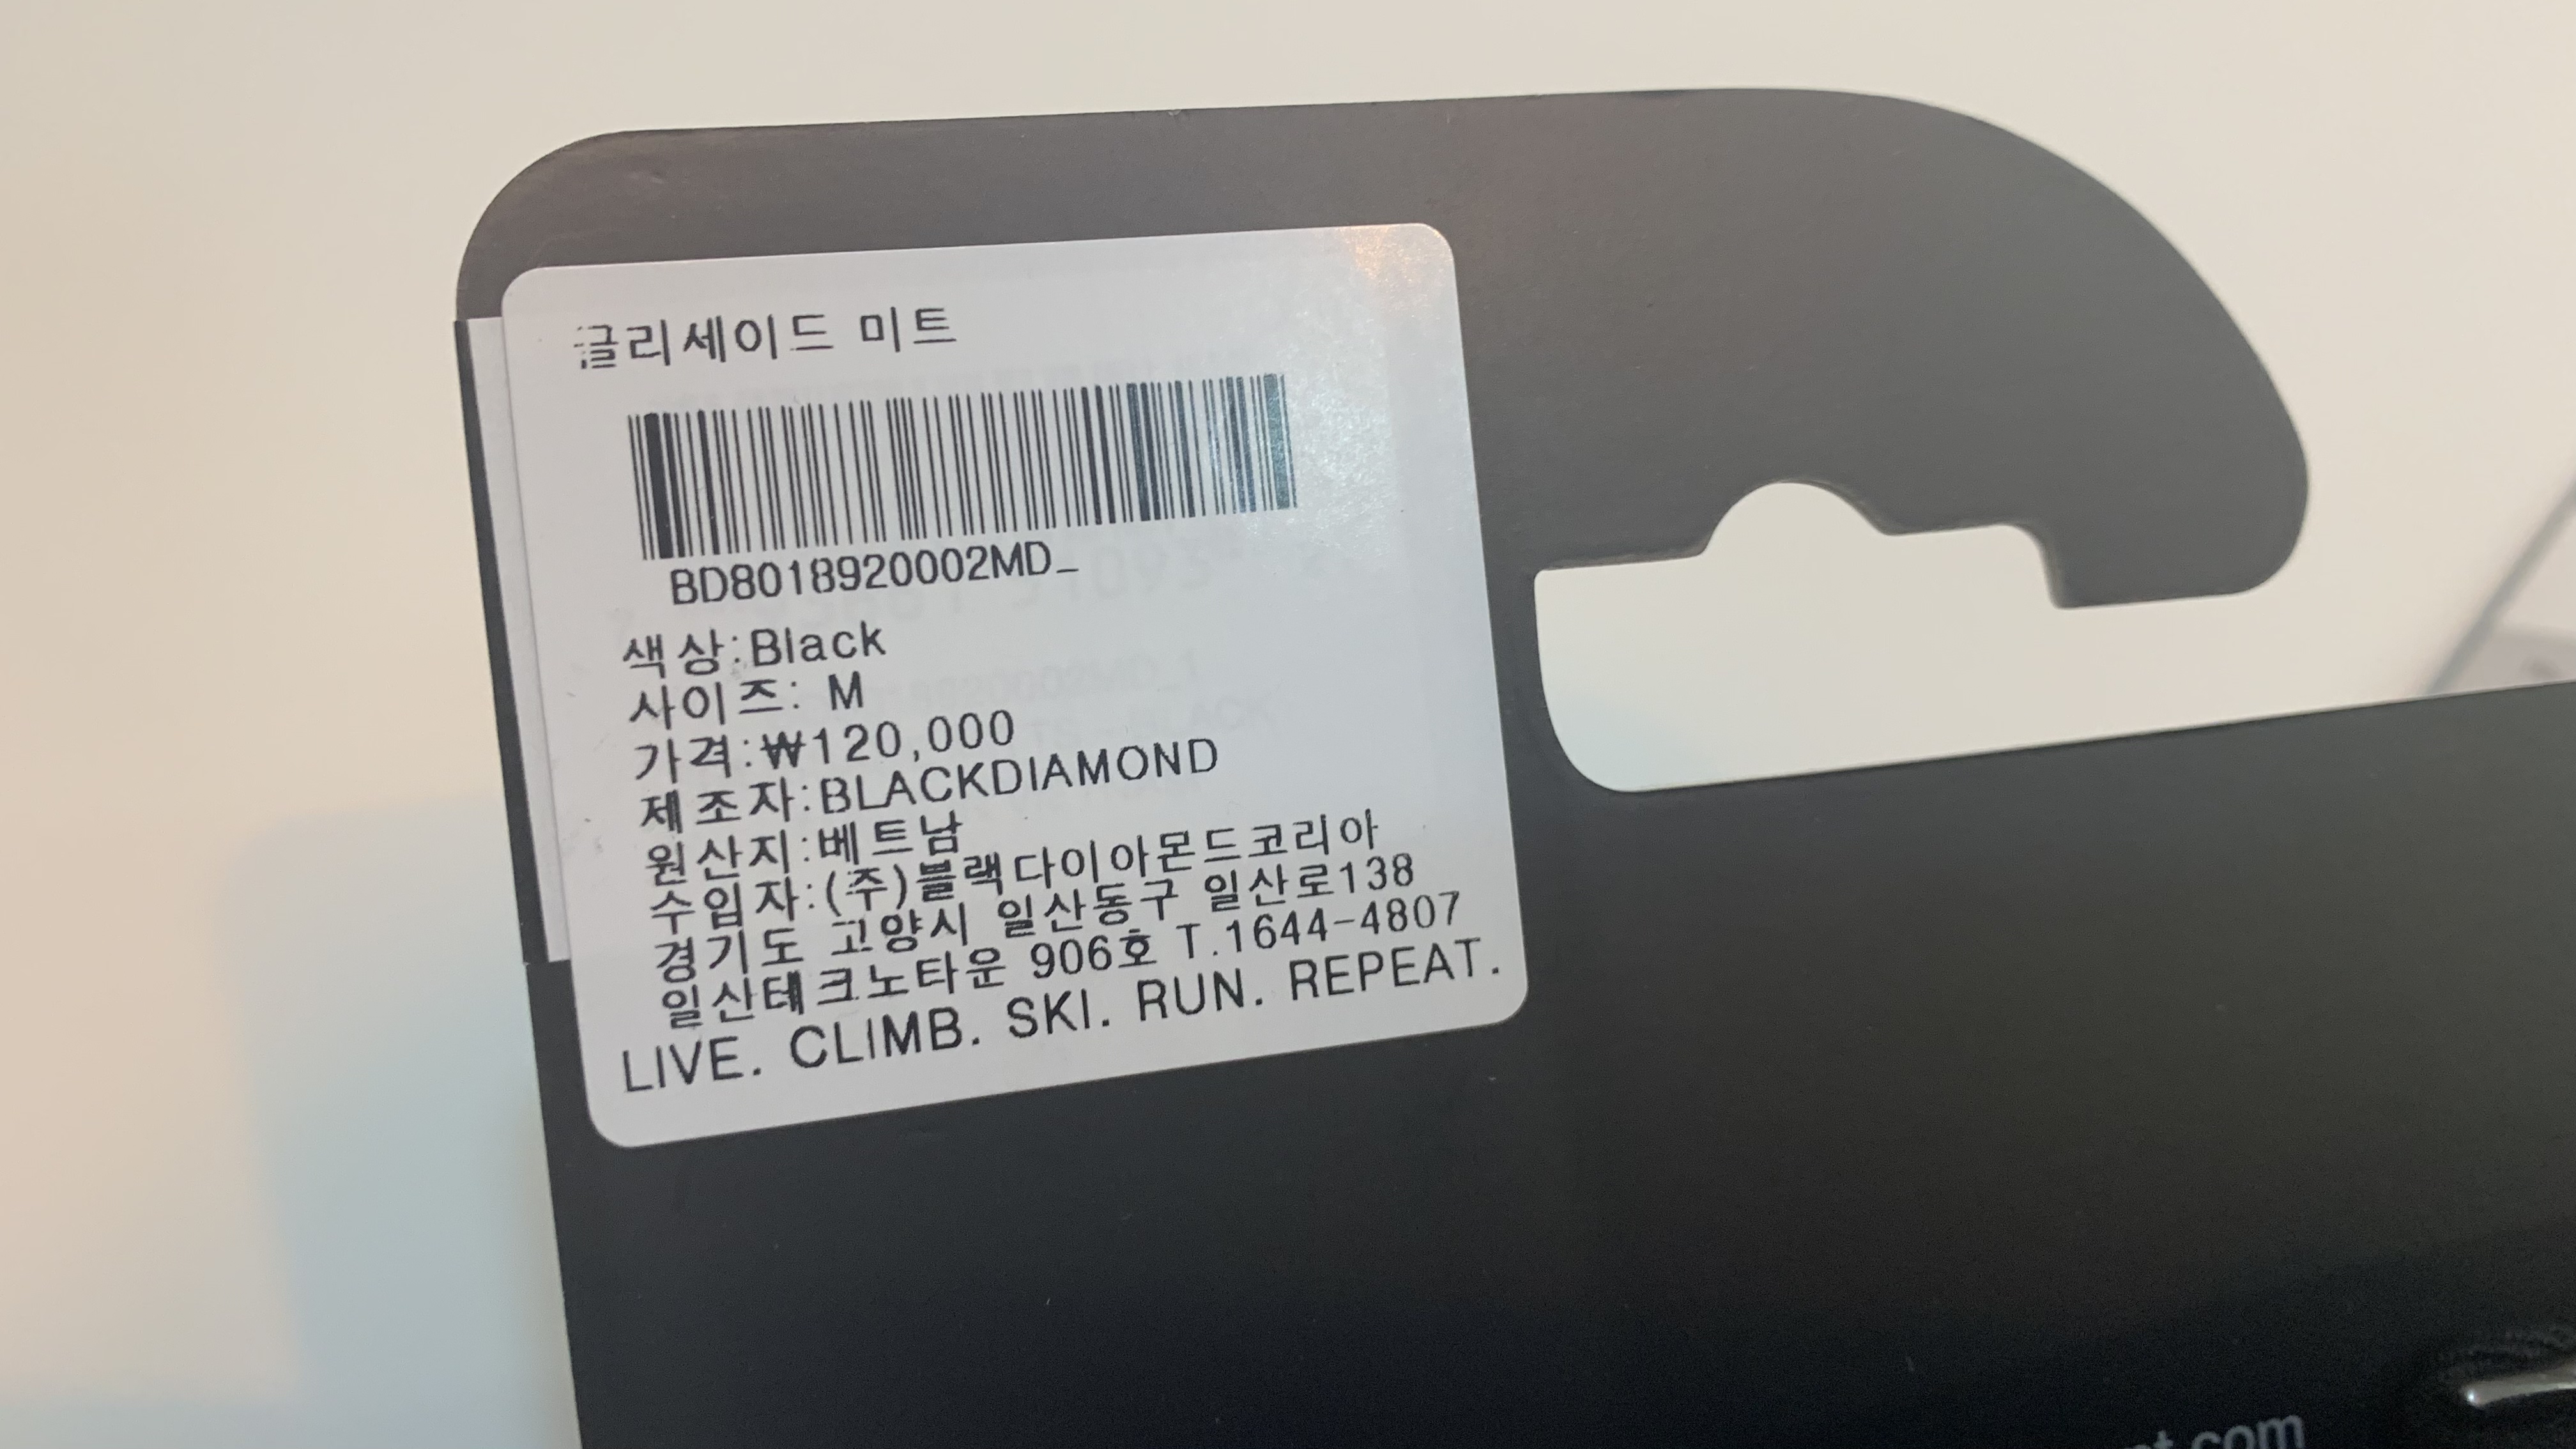 글리세이드 미트
BD8018920002MD_
색상:Black
사이즈: M
가격:₩120,000
제조자:BLACKDIAMOND
원산지:베트남
수입자:(주)블랙다이아몬드코리아
경기도 고양시 일산동구 일산로138
일산테크노타운 906호 T.1644-4807
LIVE. CLIMB. SKI. RUN. REPEAT.